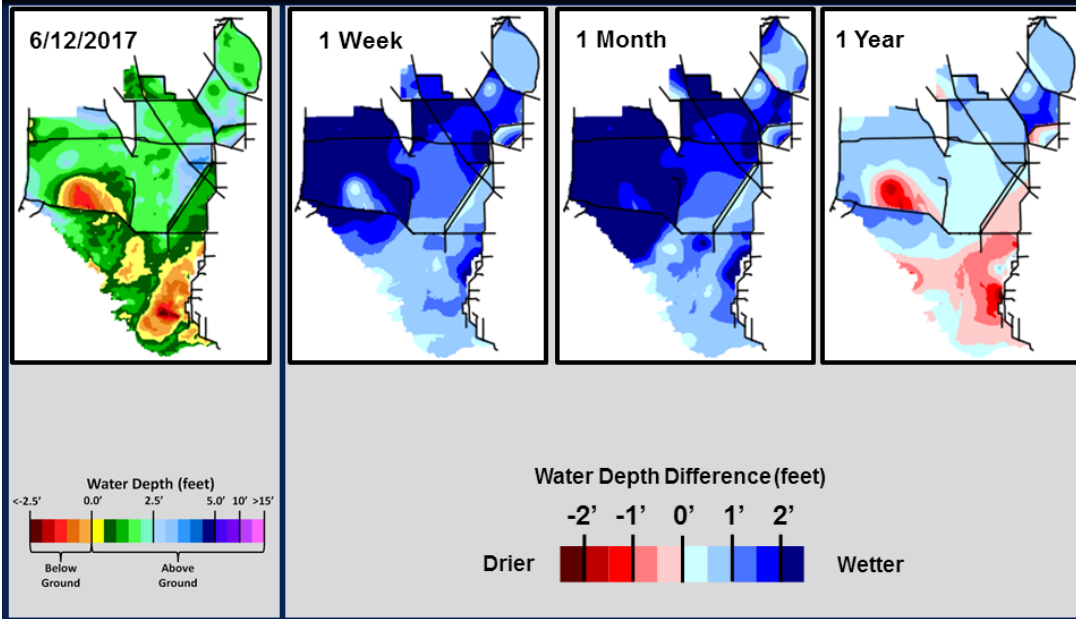 6/12/2017
1 Week
1 Month
1 Year
Water Depth (feet)
<-2.5' 0.0' 2.5' 5.0' 10' >15'
Below
Ground
Above
Ground
Water Depth Difference (feet)
-2' -1' 0' 1' 2'
Drier
Wetter